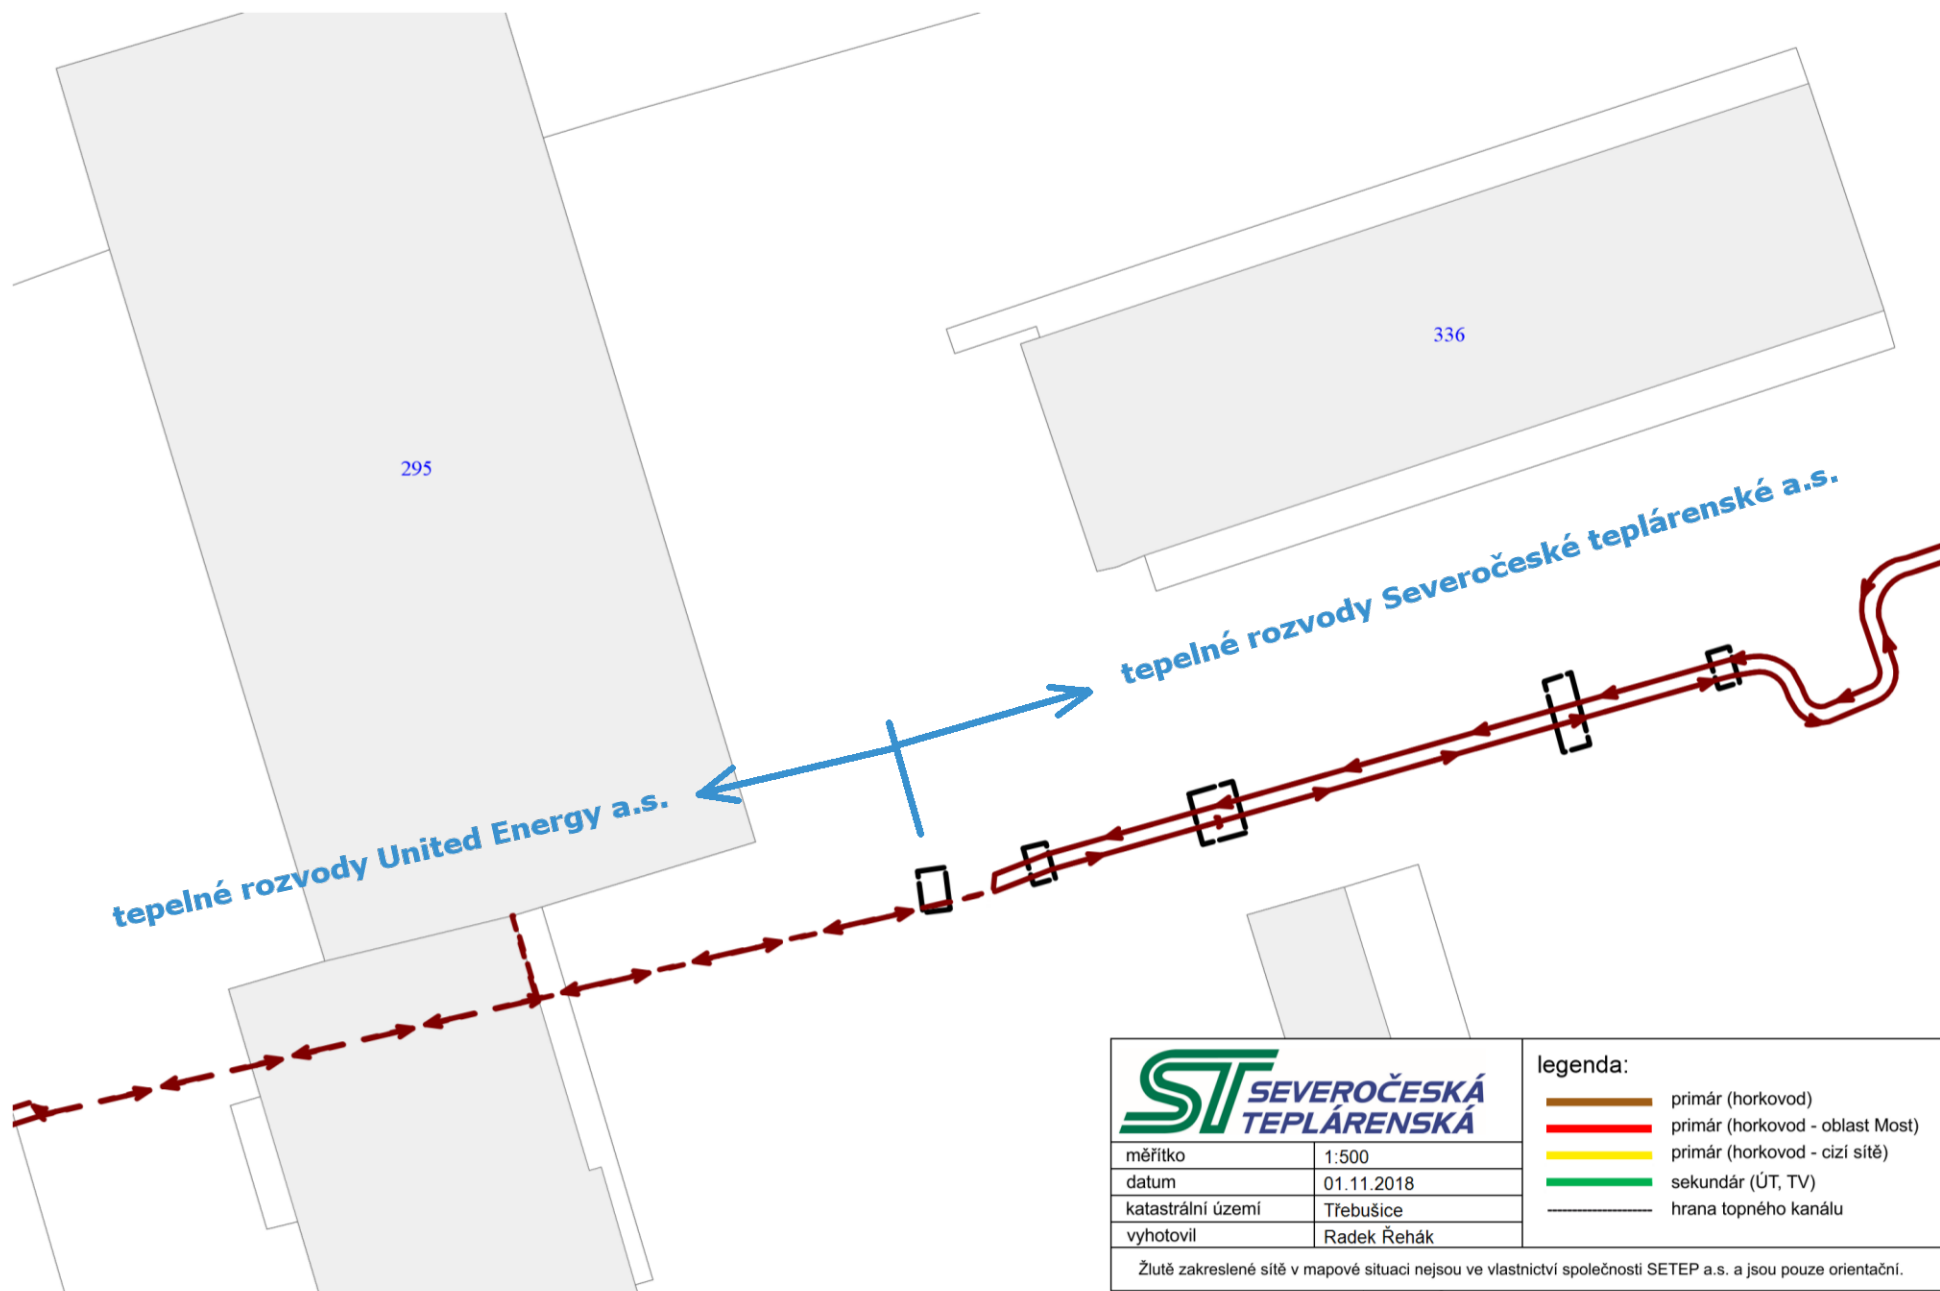 336
295
tepelné rozvody Severočeské teplárenské a.s.
tepelné rozvody United Energy a.s.
ST SEVEROČESKÁ
TEPLÁRENSKÁ
měřítko 1:500
datum 01.11.2018
katastrální území Třebušice
vyhotovil Radek Řehák
legenda:
primár (horkovod)
primár (horkovod - oblast Most)
primár (horkovod - cizí sítě)
sekundár (ÚT, TV)
hrana topného kanálu
Žlutě zakreslené sítě v mapové situaci nejsou ve vlastnictví společnosti SETEP a.s. a jsou pouze orientační.